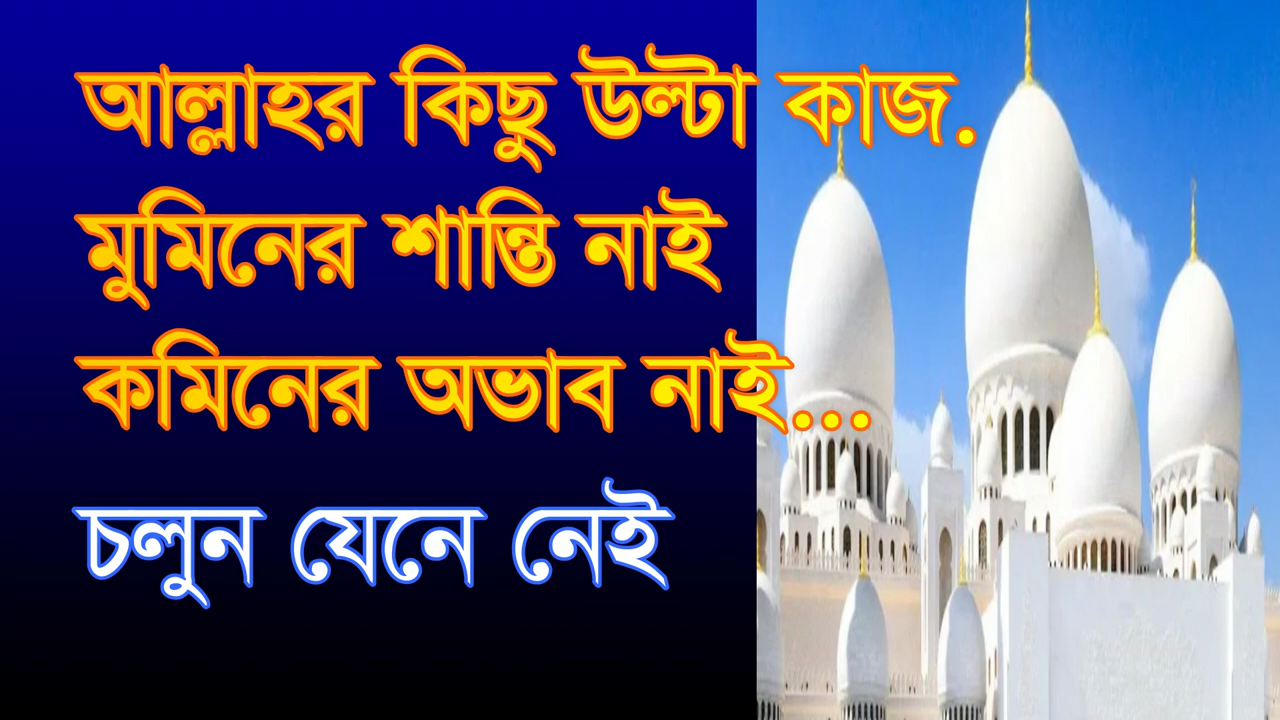 আল্লাহর কিছু উল্টা কাজ.
মুমিনের শান্তি নাই
কমিনের অভাব নাই...
চলুন যেনে নেই